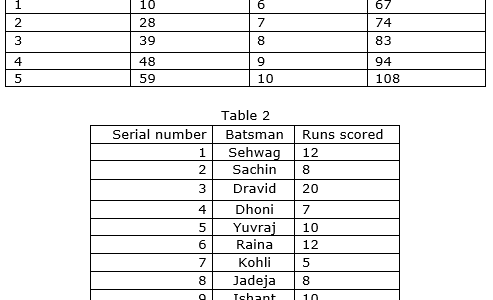 1 10 6 67
2 28 7 74
3 39 8 83
4 48 9 94
5 59 10 108
Table 2
Serial number Batsman Runs scored
1 Sehwag 12
2 Sachin 8
3 Dravid 20
4 Dhoni 7
5 Yuvraj 10
6 Raina 12
7 Kohli 5
8 Jadeja 8
9 Ishant 10